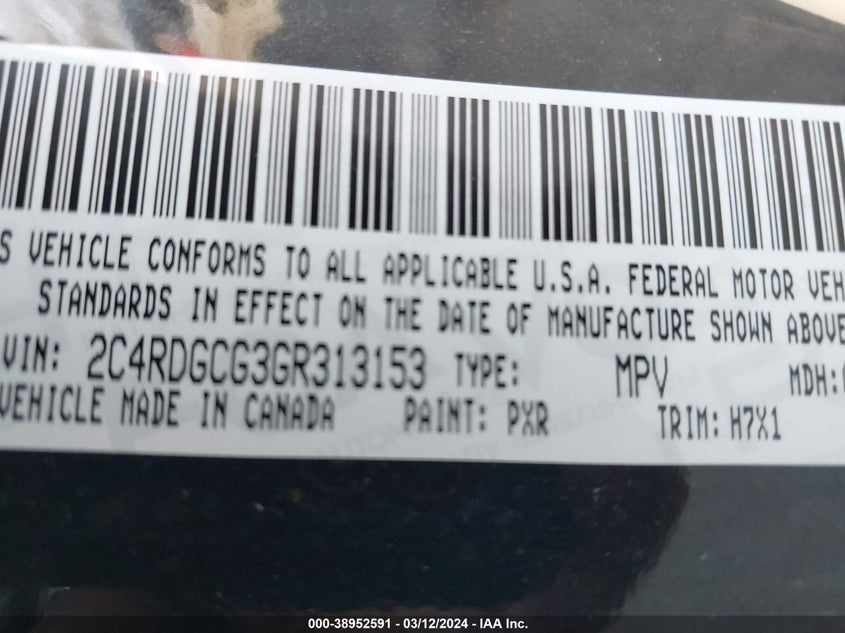 S VEHICLE CONFORMS TO ALL APPLICABLE U.S.A. FEDERAL MOTOR VEH
STANDARDS IN EFFECT ON THE DATE OF MANUFACTURE SHOWN ABOVE
VIN: 2C4RDGCG3GR313153 TYPE: MPV MDH:
VEHICLE MADE IN CANADA PAINT: PXR TRIM: H7X1
000-38952591 - 03/12/2024 - IAA Inc.